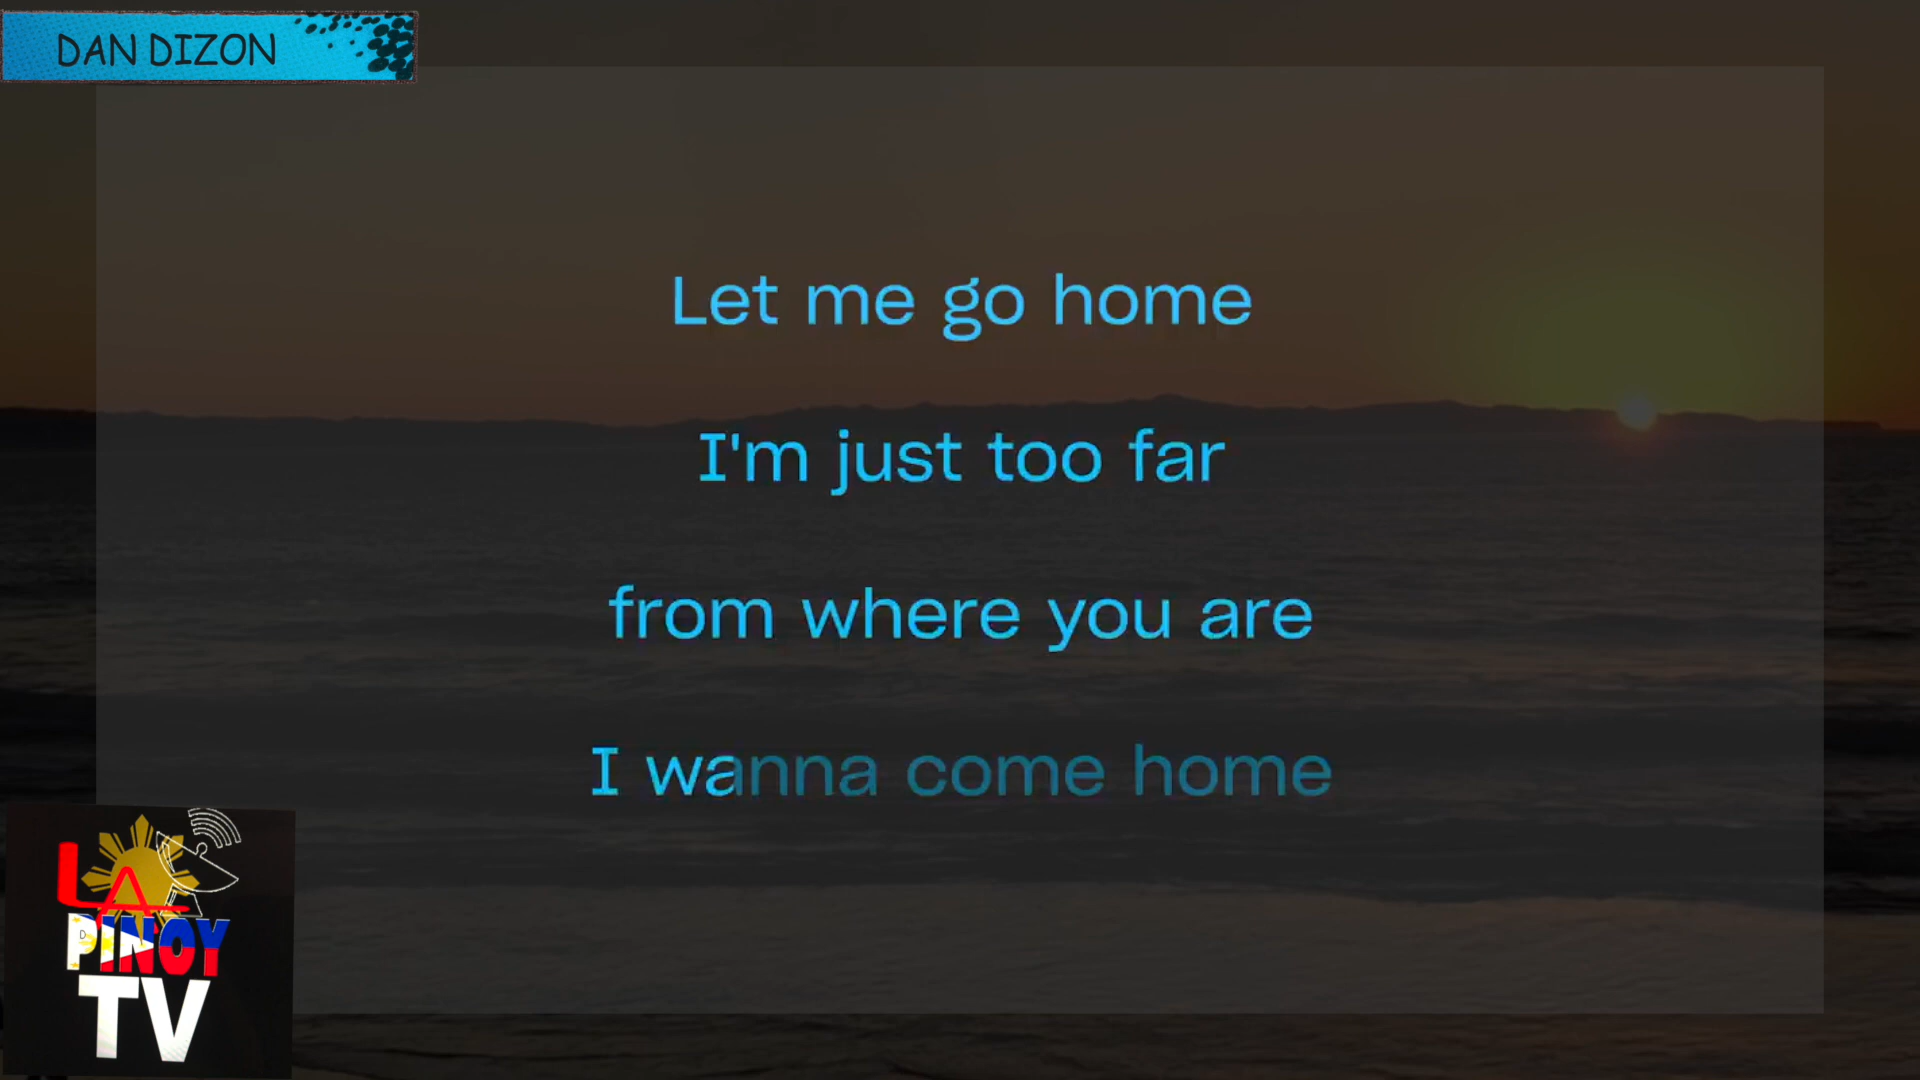 DAN DIZON
Let me go home
I'm just too far
from where you are
I wanna come home
LA
PINOY
TV